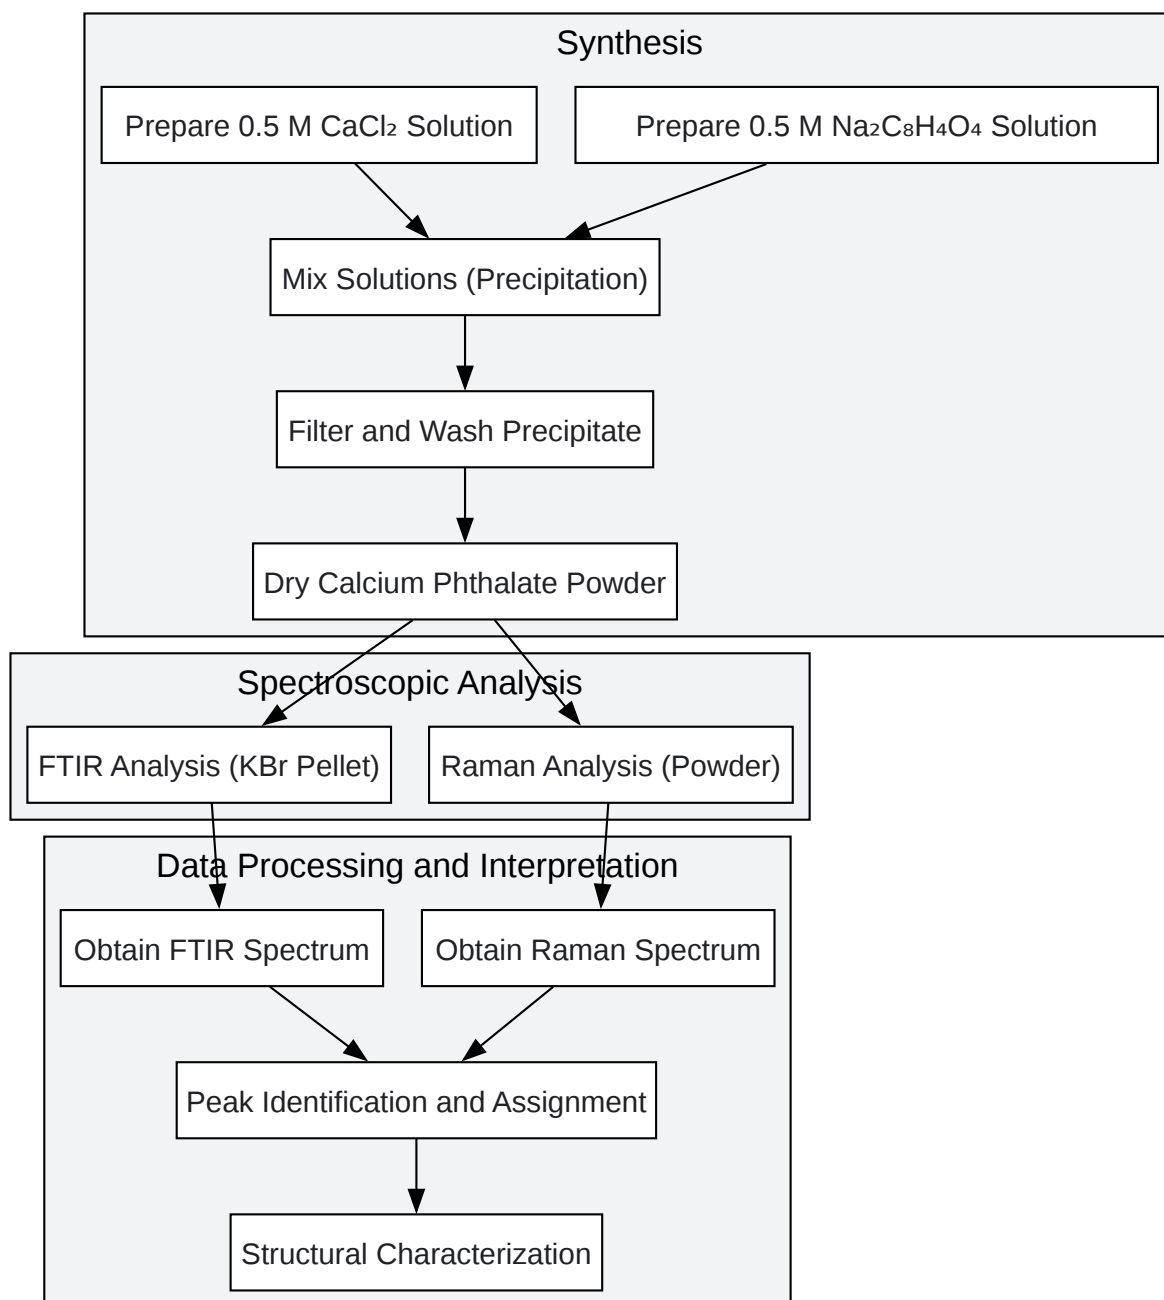 Synthesis
Prepare 0.5 M CaCl₂ Solution
Prepare 0.5 M Na₂C₈H₄O₄ Solution
Mix Solutions (Precipitation)
Filter and Wash Precipitate
Dry Calcium Phthalate Powder
Spectroscopic Analysis
FTIR Analysis (KBr Pellet)
Raman Analysis (Powder)
Data Processing and Interpretation
Obtain FTIR Spectrum
Obtain Raman Spectrum
Peak Identification and Assignment
Structural Characterization